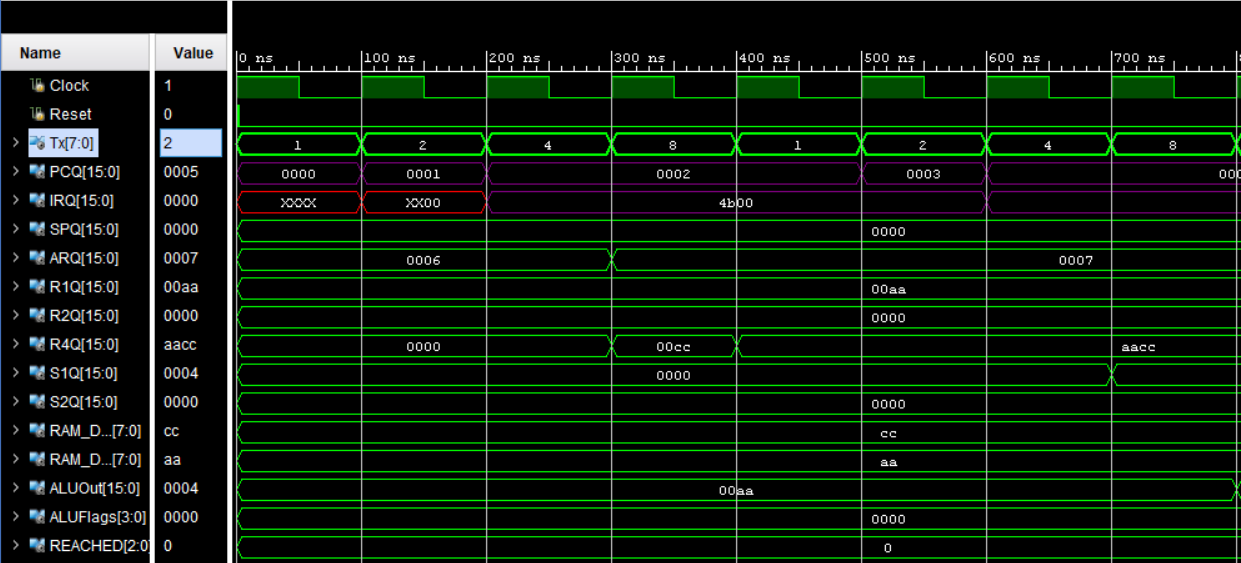 Name Value
0 ns 100 ns 200 ns 300 ns 400 ns 500 ns 600 ns 700 ns
Clock 1
Reset 0
Tx[7:0] 2 1 2 4 8 1 2 4 8
PCQ[15:0] 0005 0000 0001 0002 0003 000
IRQ[15:0] 0000 XXXX XX00 4b00
SPQ[15:0] 0000 0000
ARQ[15:0] 0007 0006 0007
R1Q[15:0] 00aa 00aa
R2Q[15:0] 0000 0000
R4Q[15:0] aacc 0000 00cc aacc
S1Q[15:0] 0004 0000
S2Q[15:0] 0000 0000
RAM_D...[7:0] cc cc
RAM_D...[7:0] aa aa
ALUOut[15:0] 0004 00aa
ALUFlags[3:0] 0000 0000
REACHED[2:0] 0 0